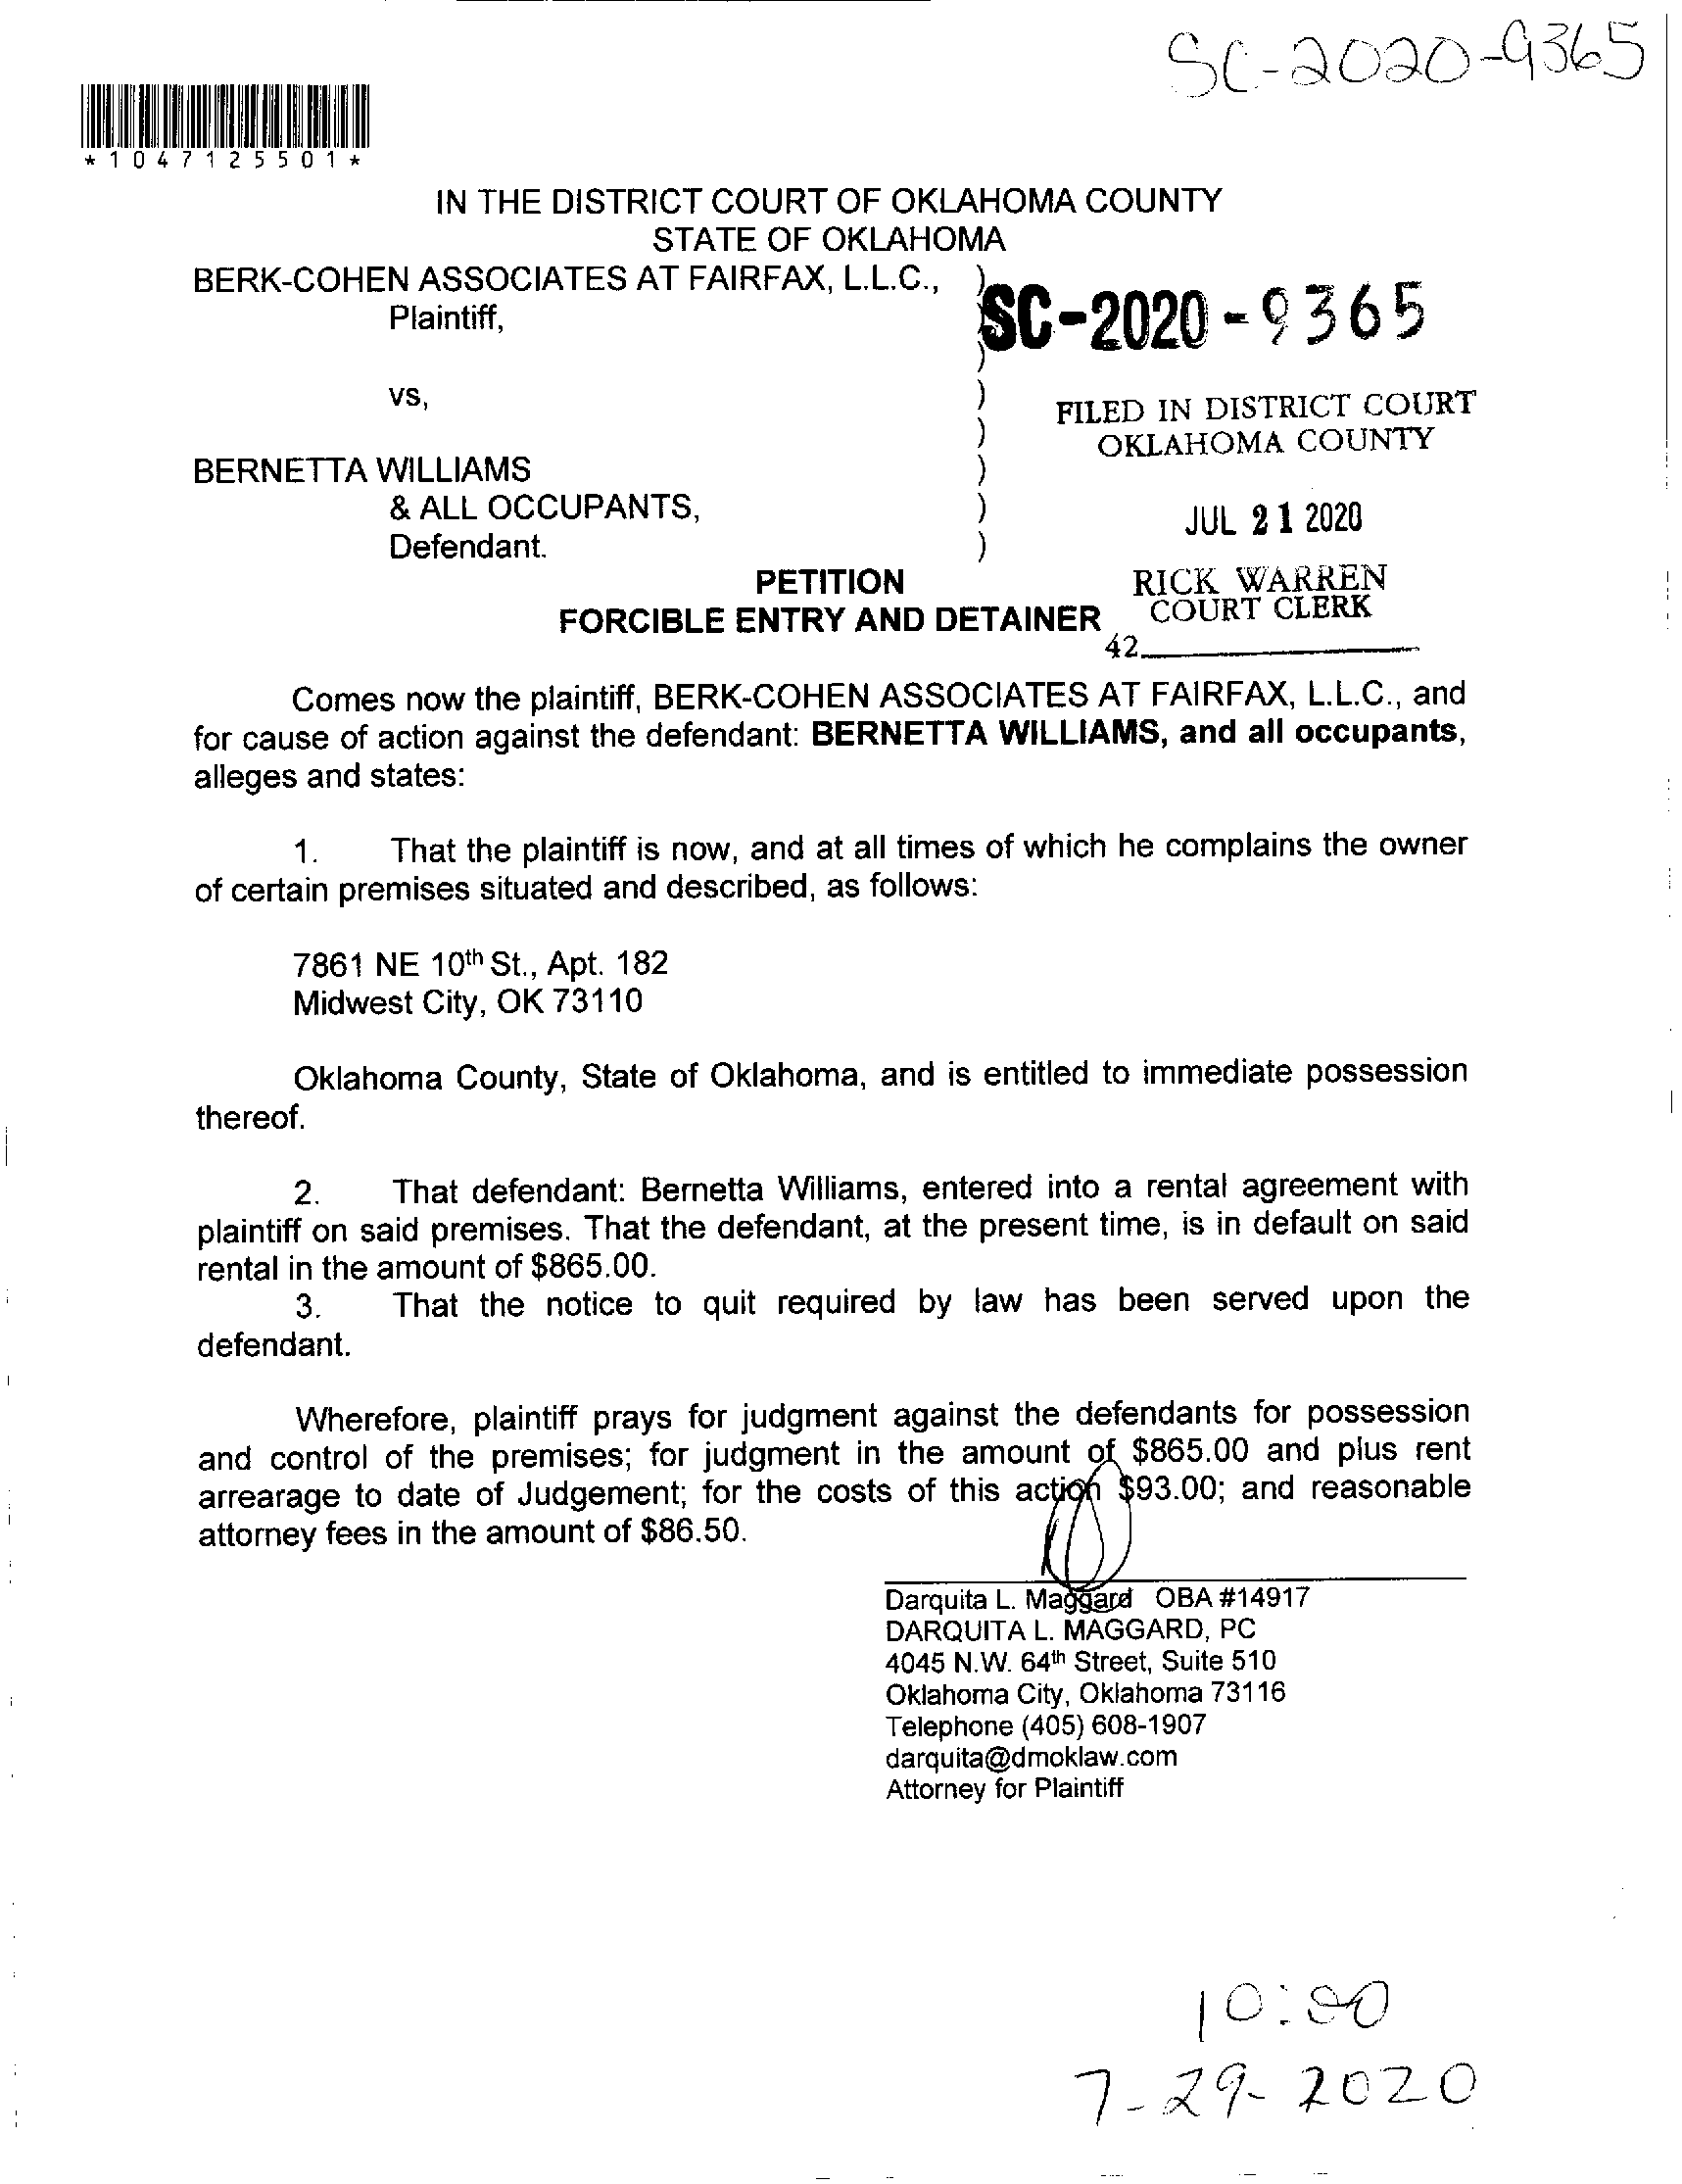 SC-2020-9365
*1047125501*
IN THE DISTRICT COURT OF OKLAHOMA COUNTY
STATE OF OKLAHOMA
BERK-COHEN ASSOCIATES AT FAIRFAX, L.L.C., )
Plaintiff, )
SC-2020-9365
)
vs, )
FILED IN DISTRICT COURT
) OKLAHOMA COUNTY
BERNETTA WILLIAMS )
& ALL OCCUPANTS, ) JUL 21 2020
Defendant. )
PETITION RICK WARREN
FORCIBLE ENTRY AND DETAINER COURT CLERK
42
Comes now the plaintiff, BERK-COHEN ASSOCIATES AT FAIRFAX, L.L.C., and
for cause of action against the defendant: BERNETTA WILLIAMS, and all occupants,
alleges and states:
1. That the plaintiff is now, and at all times of which he complains the owner
of certain premises situated and described, as follows:
7861 NE 10th St., Apt. 182
Midwest City, OK 73110
Oklahoma County, State of Oklahoma, and is entitled to immediate possession
thereof.
2. That defendant: Bernetta Williams, entered into a rental agreement with
plaintiff on said premises. That the defendant, at the present time, is in default on said
rental in the amount of $865.00.
3. That the notice to quit required by law has been served upon the
defendant.
Wherefore, plaintiff prays for judgment against the defendants for possession
and control of the premises; for judgment in the amount of $865.00 and plus rent
arrearage to date of Judgement; for the costs of this action $93.00; and reasonable
attorney fees in the amount of $86.50.
Darquita L. Maggard OBA #14917
DARQUITA L. MAGGARD, PC
4045 N.W. 64th Street, Suite 510
Oklahoma City, Oklahoma 73116
Telephone (405) 608-1907
darquita@dmoklaw.com
Attorney for Plaintiff
10:00
7-29-2020